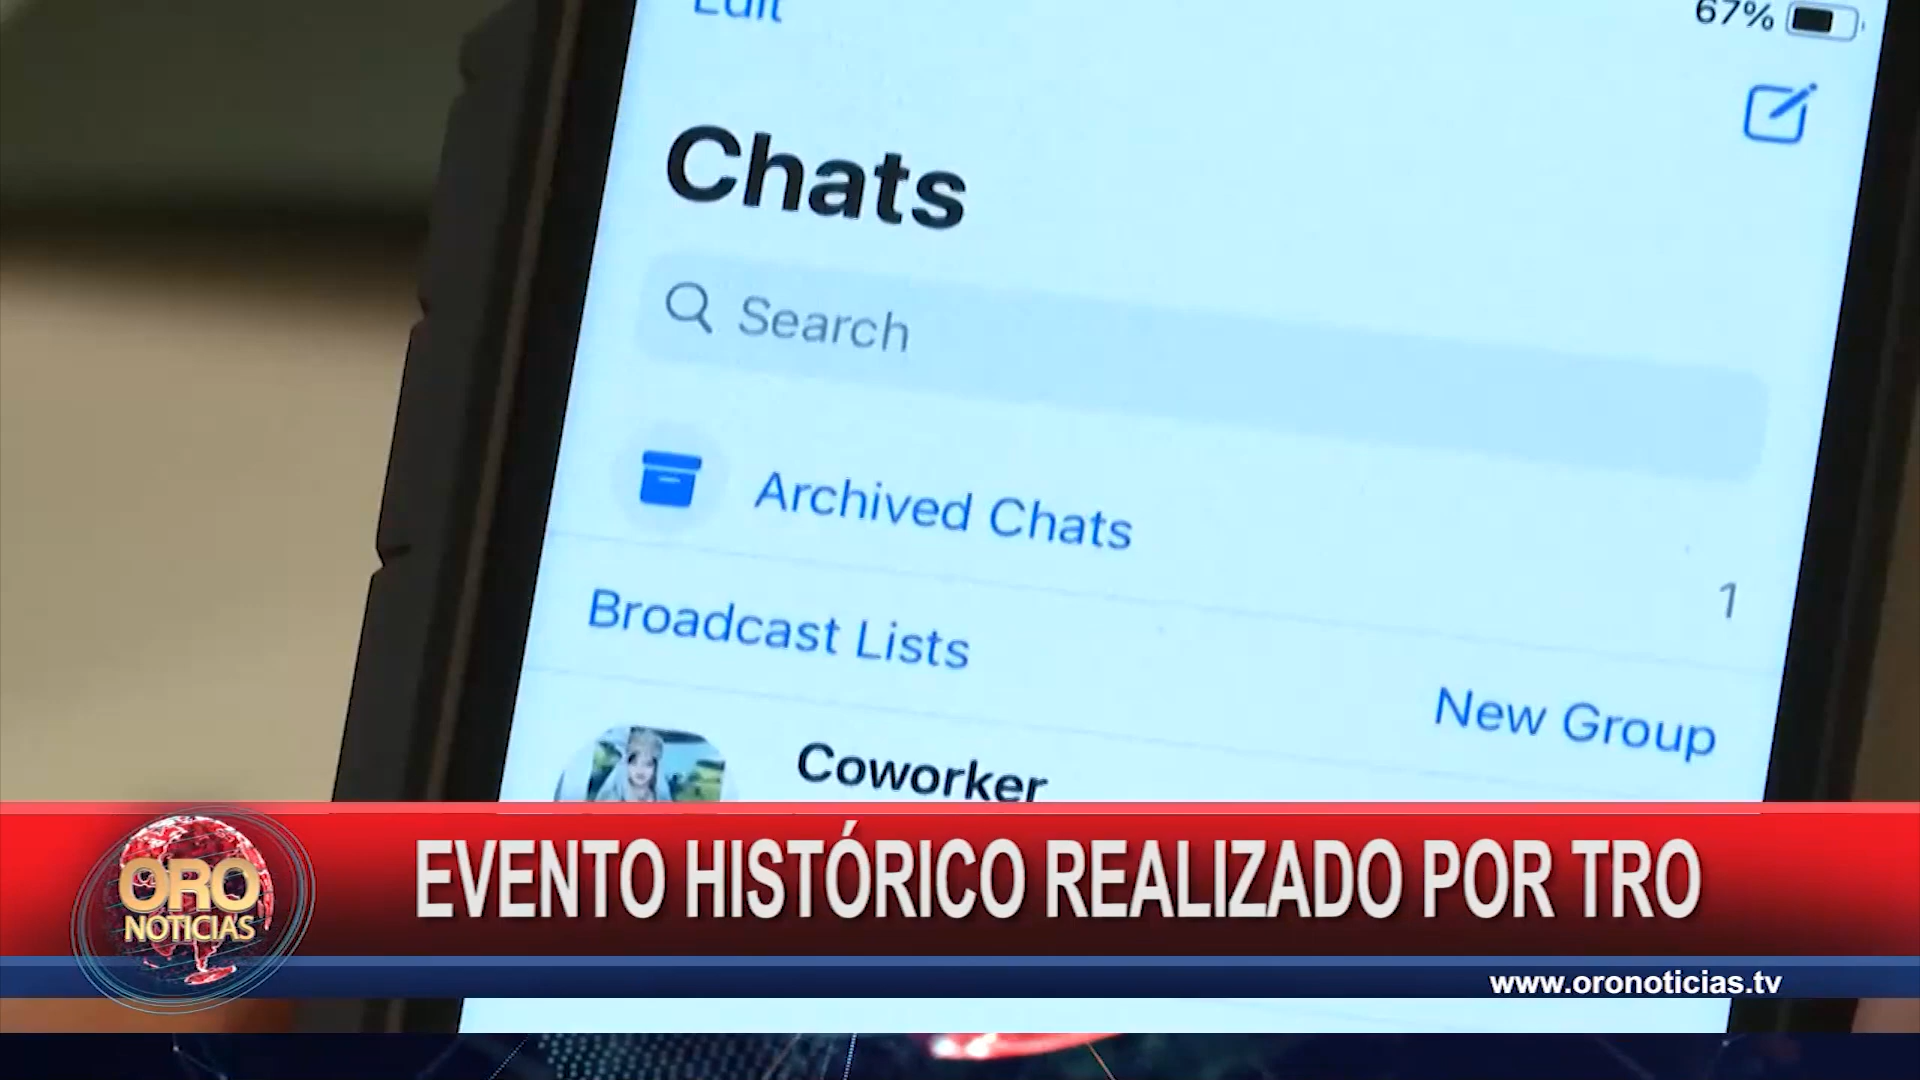 Edit
67%
Chats
Search
Archived Chats
1
Broadcast Lists
New Group
Coworker
ORO
NOTICIAS
EVENTO HISTÓRICO REALIZADO POR TRO
www.oronoticias.tv